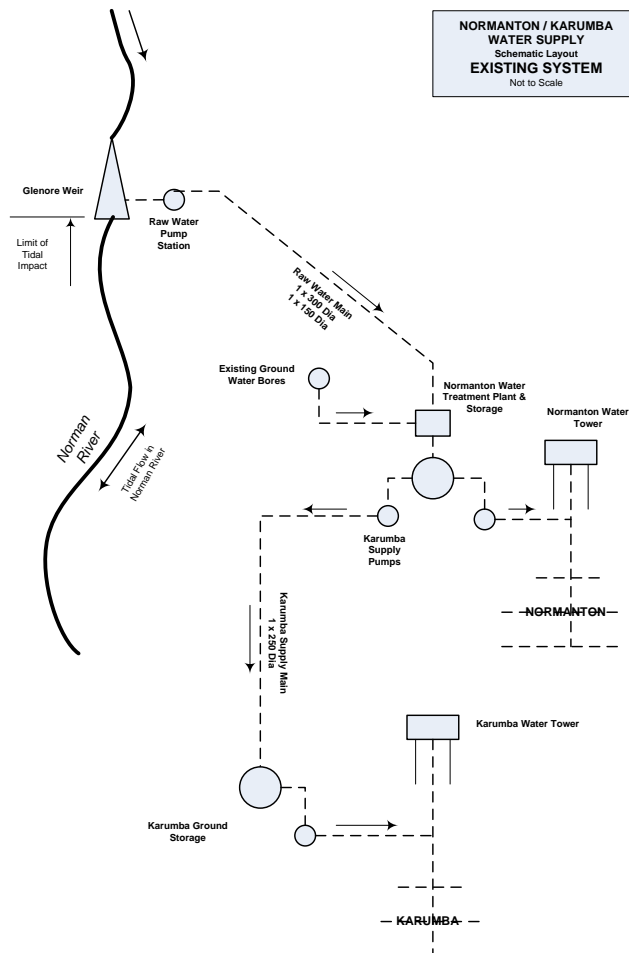 NORMANTON / KARUMBA
WATER SUPPLY
Schematic Layout
EXISTING SYSTEM
Not to Scale
Glenore Weir
Raw Water
Pump
Station
Limit of
Tidal
Impact
Raw Water Main
1 x 300 Dia
1 x 150 Dia
Existing Ground
Water Bores
Normanton Water
Treatment Plant &
Storage
Normanton Water
Tower
Norman
River
Tidal Flow in
Norman River
Karumba
Supply
Pumps
NORMANTON
Karumba Supply Main
1 x 250 Dia
Karumba Water Tower
Karumba Ground
Storage
KARUMBA